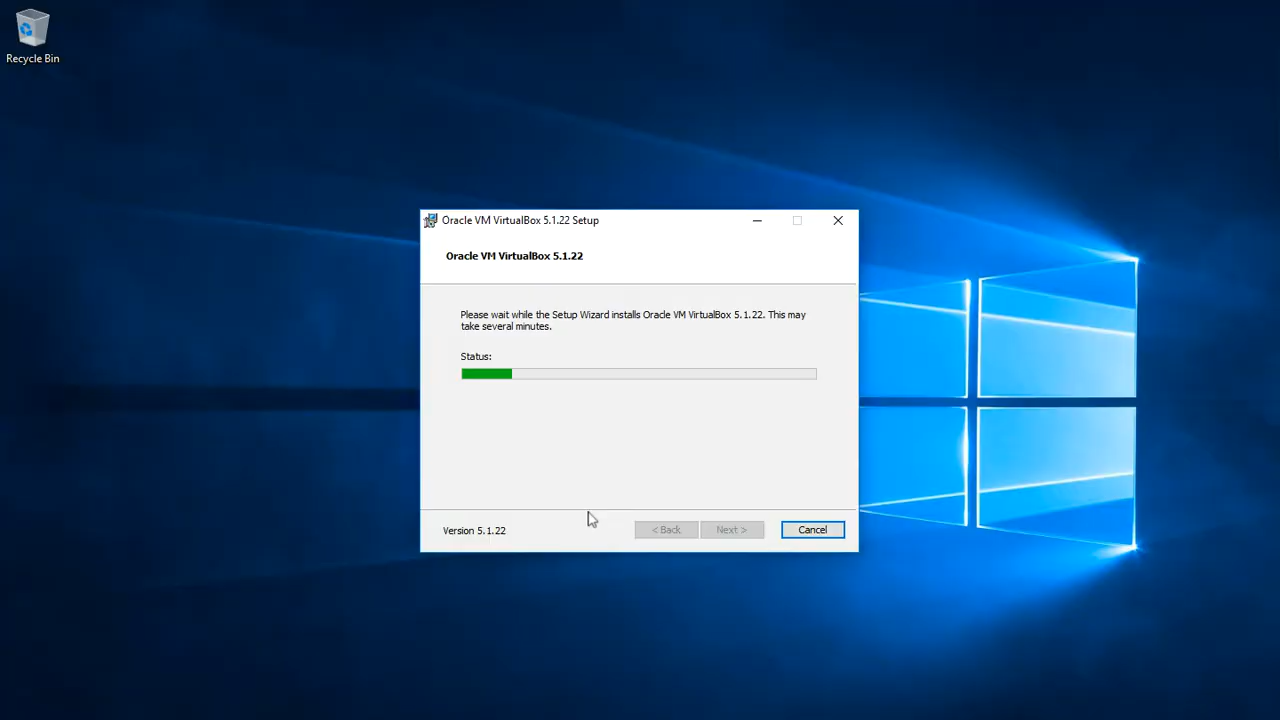 Recycle Bin
Oracle VM VirtualBox 5.1.22 Setup
Oracle VM VirtualBox 5.1.22
Please wait while the Setup Wizard installs Oracle VM VirtualBox 5.1.22. This may
take several minutes.
Status:
Version 5.1.22
< Back
Next >
Cancel